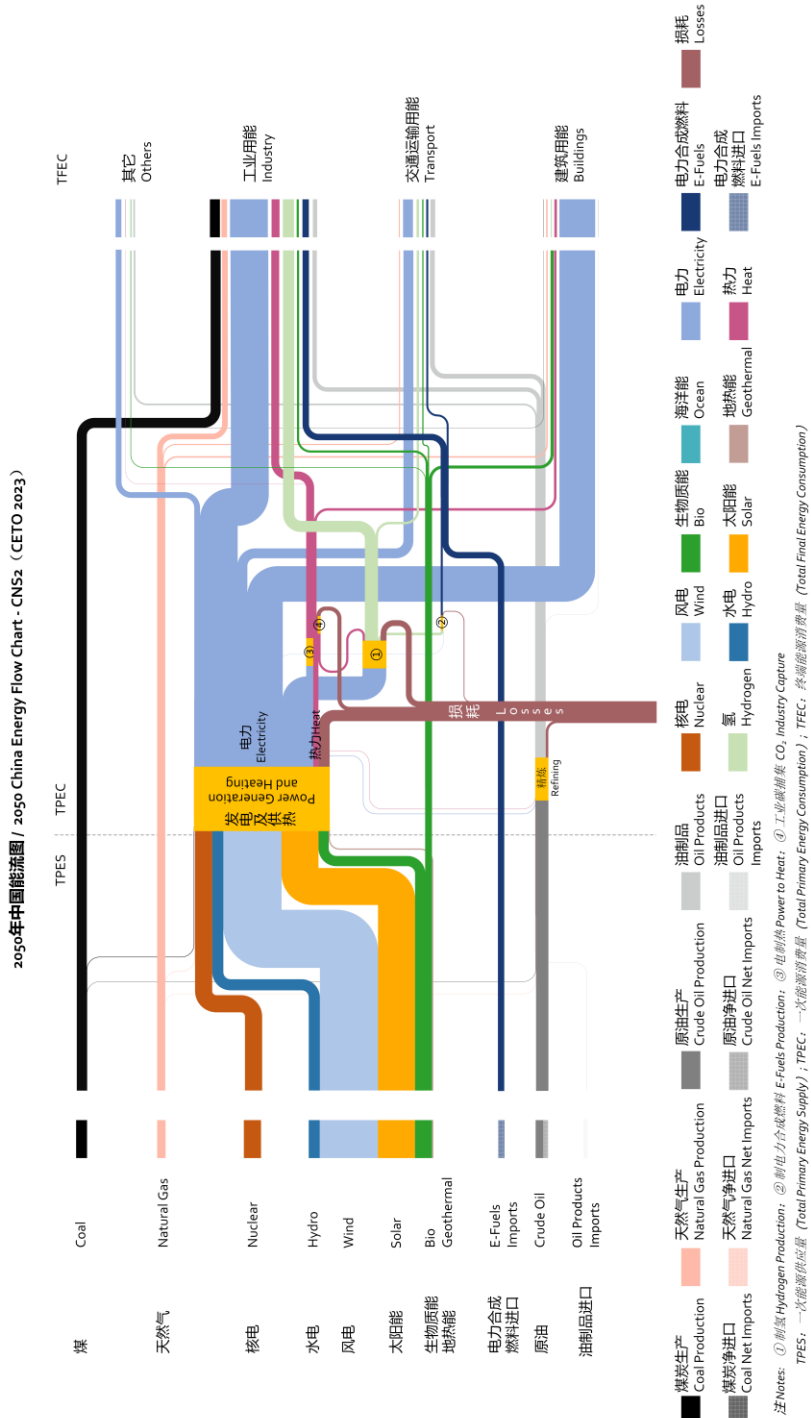 2050年中国能流图 / 2050 China Energy Flow Chart - CNS2（CETO 2023）
TPES
TPEC
TFEC
煤
Coal
天然气
Natural Gas
核电
Nuclear
水电
Hydro
风电
Wind
太阳能
Solar
生物质能
Bio
地热能
Geothermal
电力合成
燃料进口
E-Fuels
Imports
原油
Crude Oil
油制品进口
Oil Products
Imports
发电及供热
Power Generation
and Heating
电力
Electricity
热力Heat
③
④
①
②
损耗
Losses
精炼
Refining
其它
Others
工业用能
Industry
交通运输用能
Transport
建筑用能
Buildings
煤炭生产
Coal Production
天然气生产
Natural Gas Production
原油生产
Crude Oil Production
油制品
Oil Products
核电
Nuclear
风电
Wind
生物质能
Bio
海洋能
Ocean
电力
Electricity
电力合成燃料
E-Fuels
损耗
Losses
煤炭净进口
Coal Net Imports
天然气净进口
Natural Gas Net Imports
原油净进口
Crude Oil Net Imports
油制品进口
Oil Products
Imports
氢
Hydrogen
水电
Hydro
太阳能
Solar
地热能
Geothermal
热力
Heat
电力合成
燃料进口
E-Fuels Imports
注Notes: ① 制氢 Hydrogen Production; ② 制电力合成燃料 E-Fuels Production; ③ 电制热 Power to Heat; ④ 工业碳捕集 CO₂ Industry Capture
TPES: 一次能源供应量 (Total Primary Energy Supply) ; TPEC: 一次能源消费量 (Total Primary Energy Consumption) ; TFEC: 终端能源消费量 (Total Final Energy Consumption)